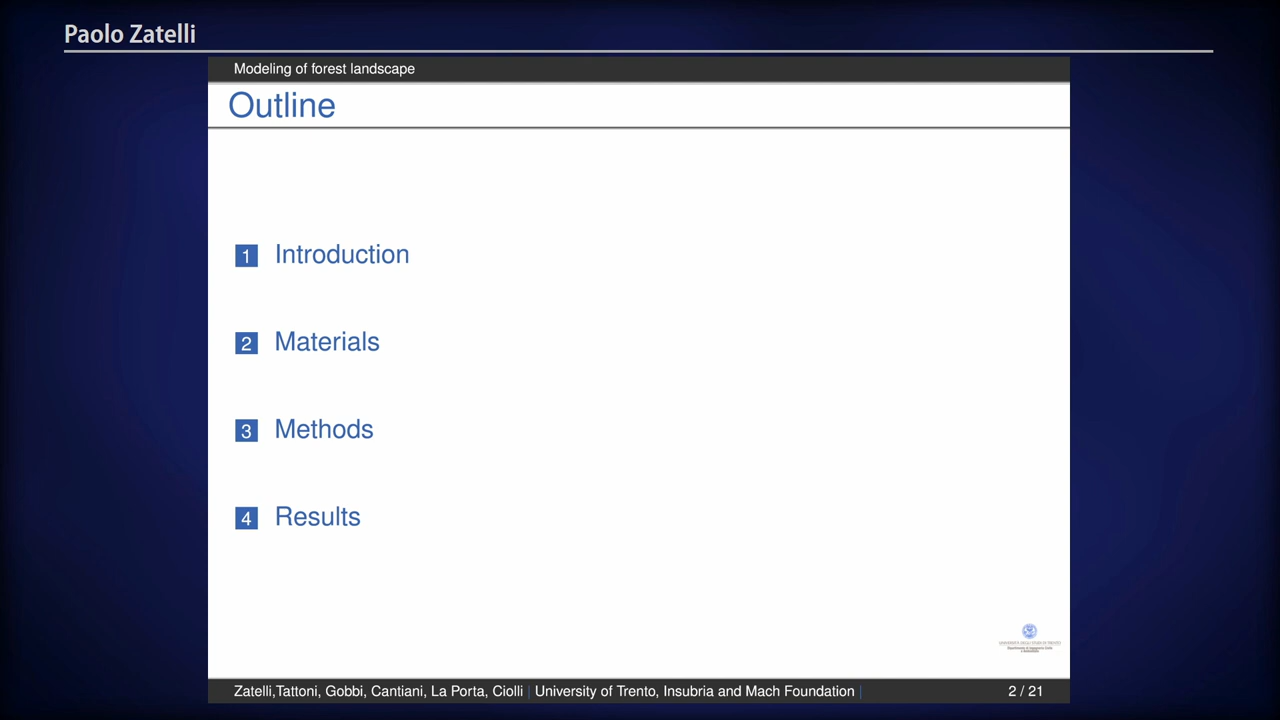 Paolo Zatelli
Modeling of forest landscape
Outline
1 Introduction
2 Materials
3 Methods
4 Results
Zatelli,Tattoni, Gobbi, Cantiani, La Porta, Ciolli | University of Trento, Insubria and Mach Foundation | 2 / 21